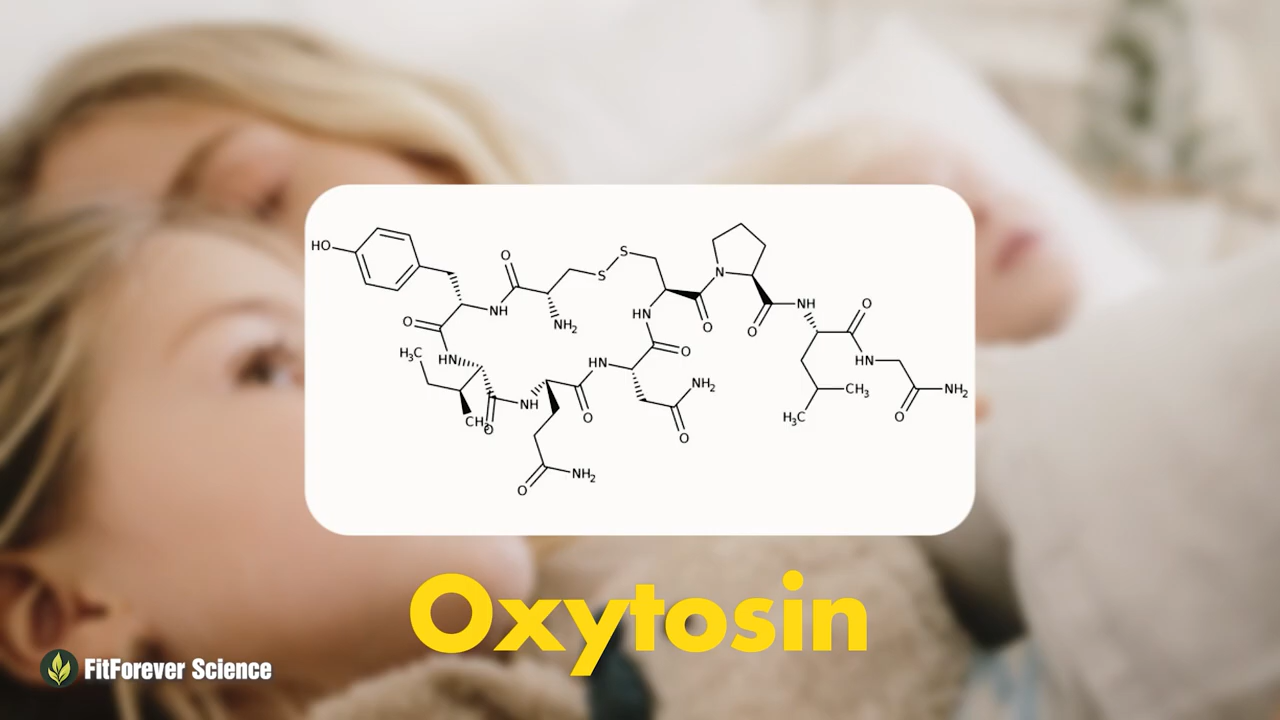 HO
O
S
S
N
NH
NH₂
HN
O
O
NH
O
O
H₃C
HN
O
HN
HN
O
NH₂
CH₃
NH₂
CH₃
O
NH
O
H₃C
O
O
O
NH₂
Oxytosin
FitForever Science